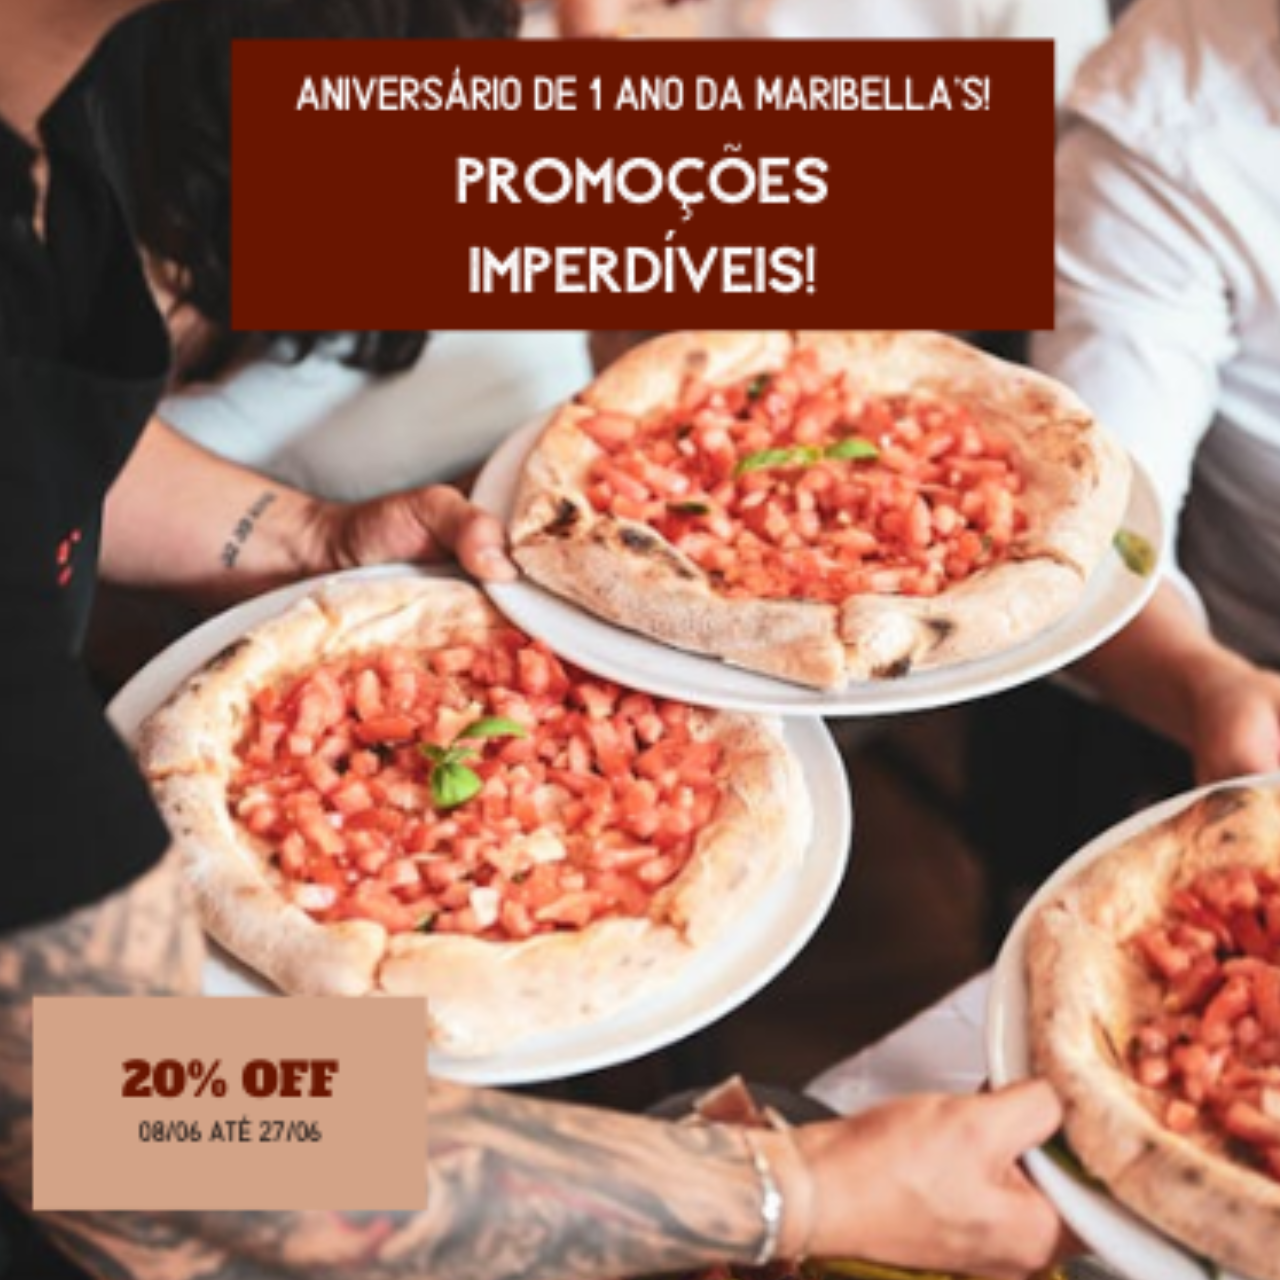 ANIVERSÁRIO DE 1 ANO DA MARIBELLA'S!
PROMOÇÕES
IMPERDÍVEIS!
20% OFF
08/06 ATÉ 27/06